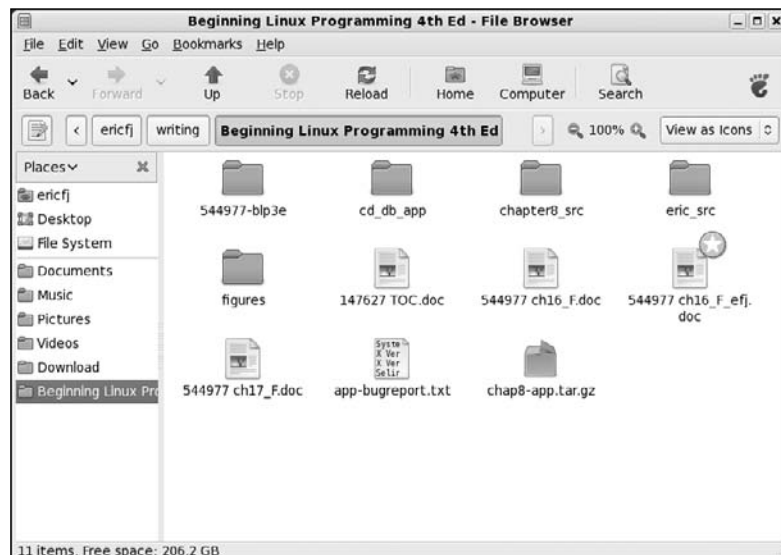 Beginning Linux Programming 4th Ed - File Browser
File Edit View Go Bookmarks Help
Back Forward Up Stop Reload Home Computer Search
ericfj writing Beginning Linux Programming 4th Ed 100% View as Icons
Places
ericfj
Desktop
File System
Documents
Music
Pictures
Videos
Download
Beginning Linux Pro
544977-blp3e cd_db_app chapter8_src eric_src
figures 147627 TOC.doc 544977 ch16_F.doc 544977 ch16_F_efj.
doc
Syste
X Ver
X Ver
Selir
544977 ch17_F.doc app-bugreport.txt chap8-app.tar.gz
11 items, Free space: 206.2 GB